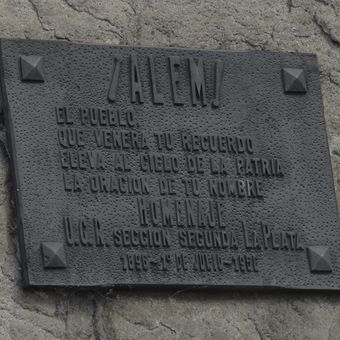 ¡ALEM!
EL PUEBLO
QUE VENERA TU RECUERDO
ELEVA AL CIELO DE LA PATRIA
LA ORACION DE TU NOMBRE
HOMENAJE
U.C.R. SECCION SEGUNDA LA PLATA
1896-1º DE JULIO-1962